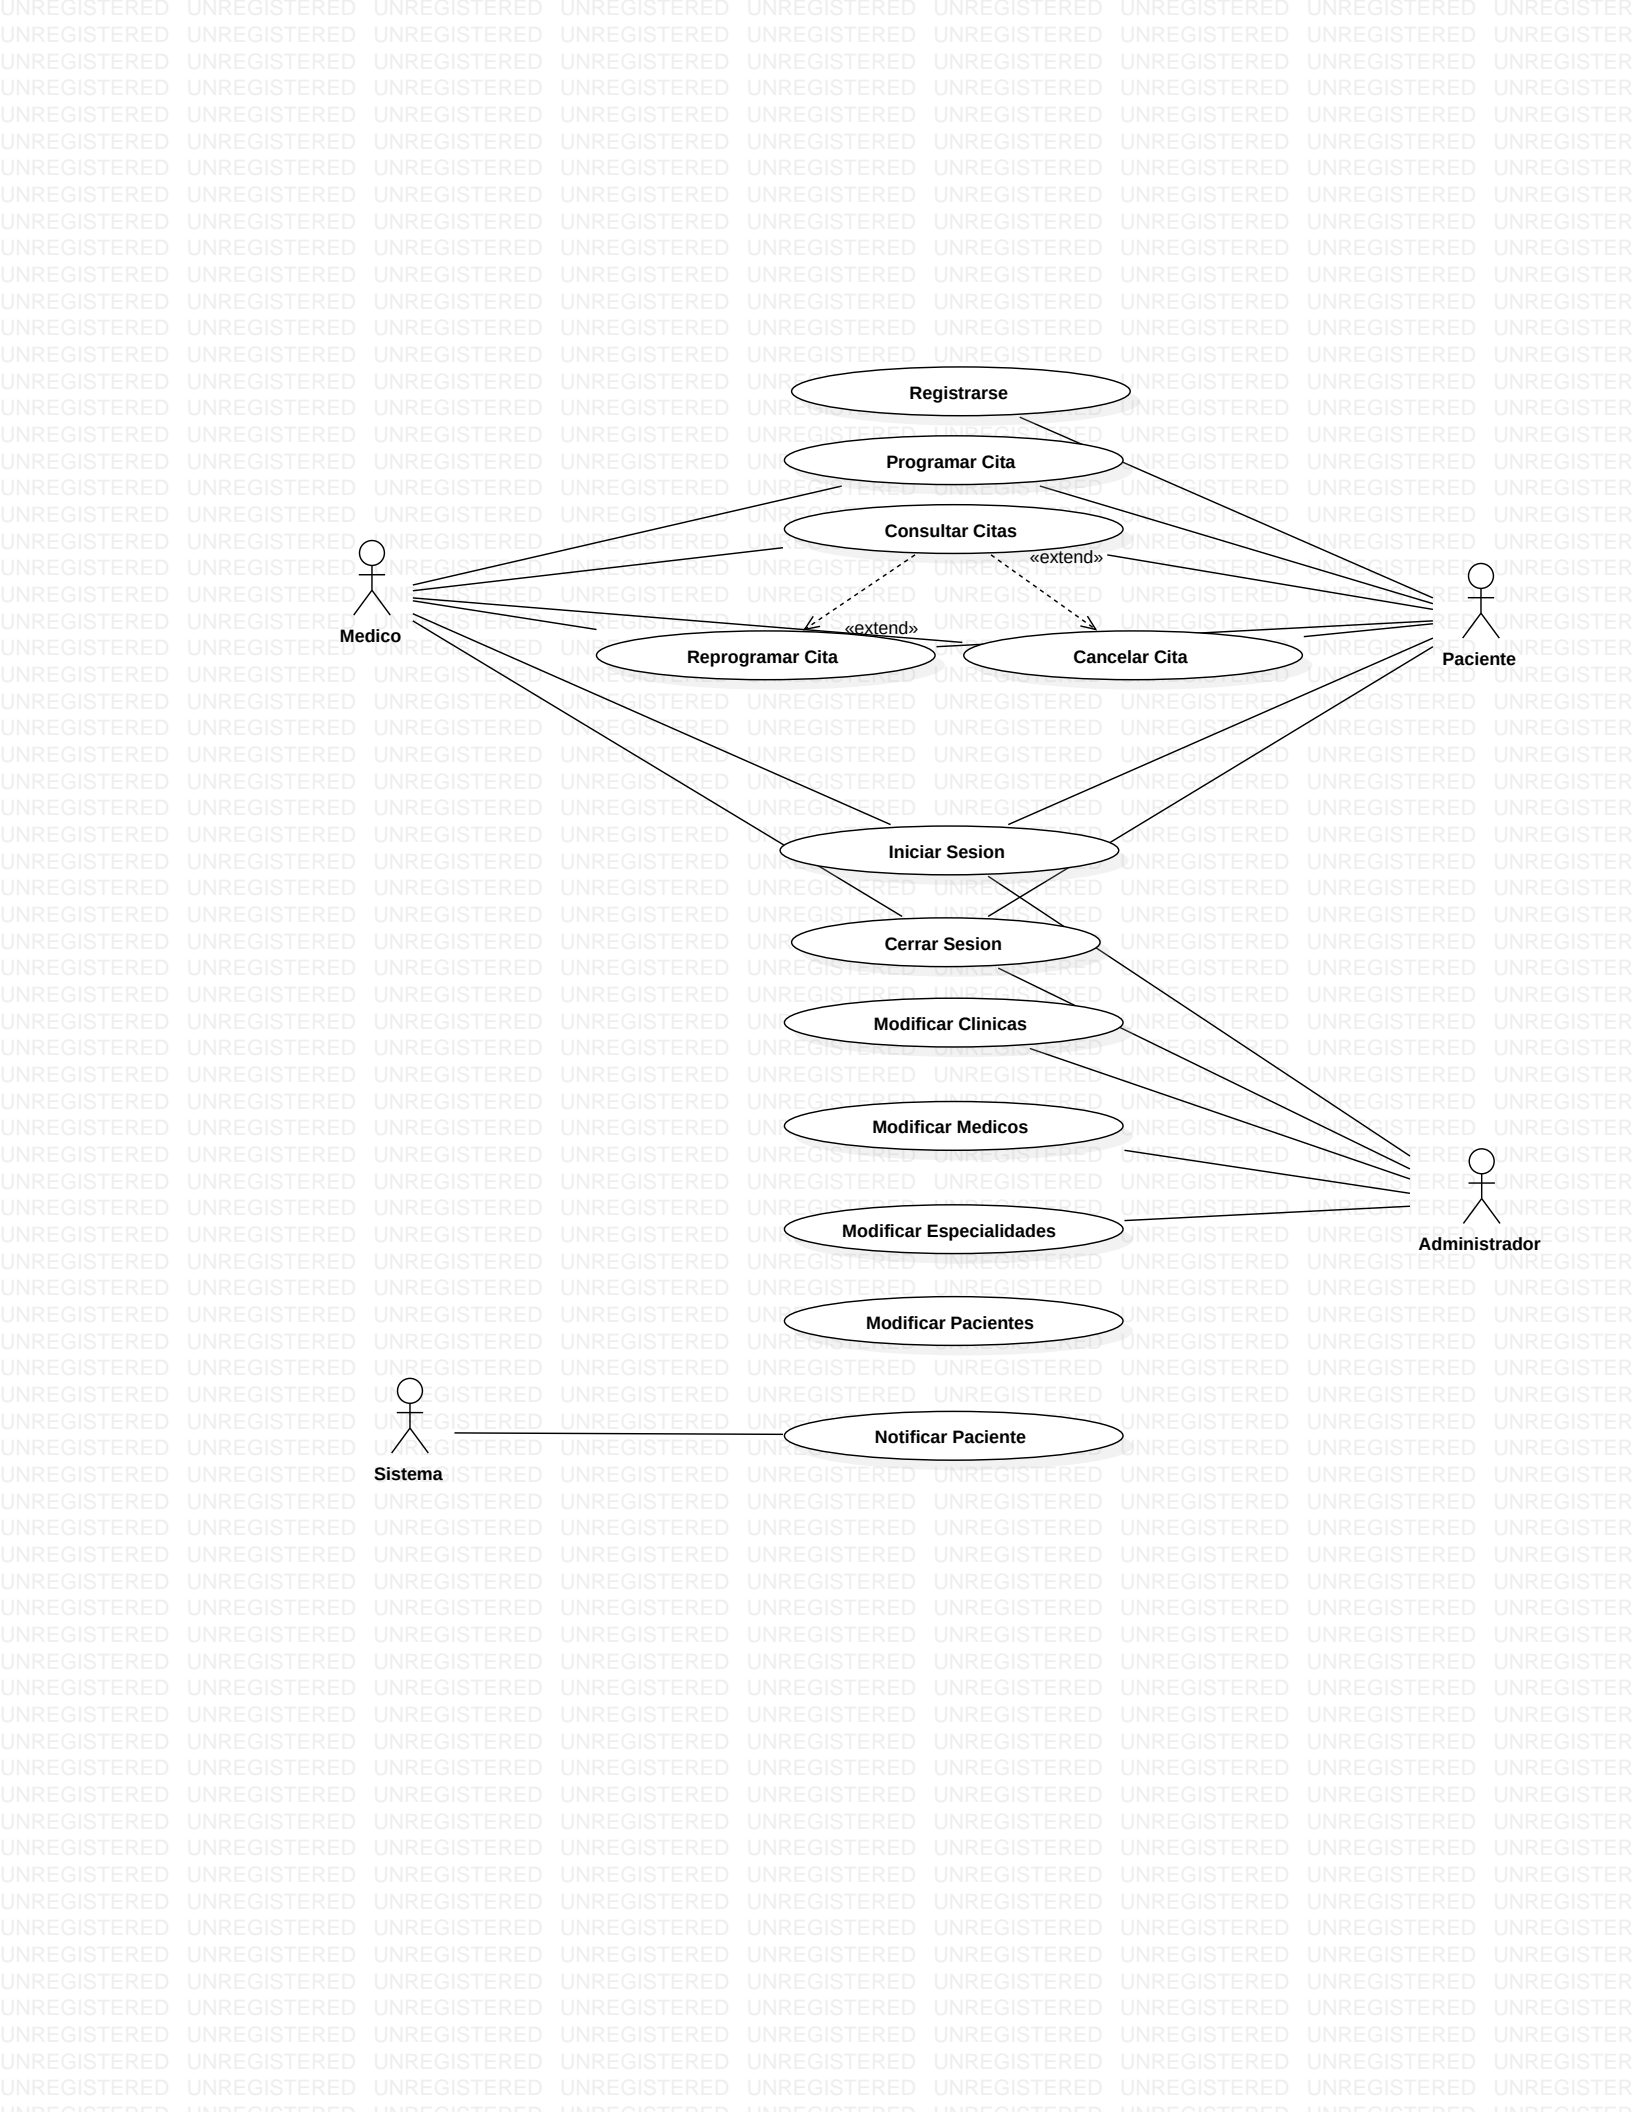 Registrarse
Programar Cita
Consultar Citas
«extend»
Medico
«extend»
Reprogramar Cita
Cancelar Cita
Paciente
Iniciar Sesion
Cerrar Sesion
Modificar Clinicas
Modificar Medicos
Modificar Especialidades
Administrador
Modificar Pacientes
Notificar Paciente
Sistema
UNREGISTERED